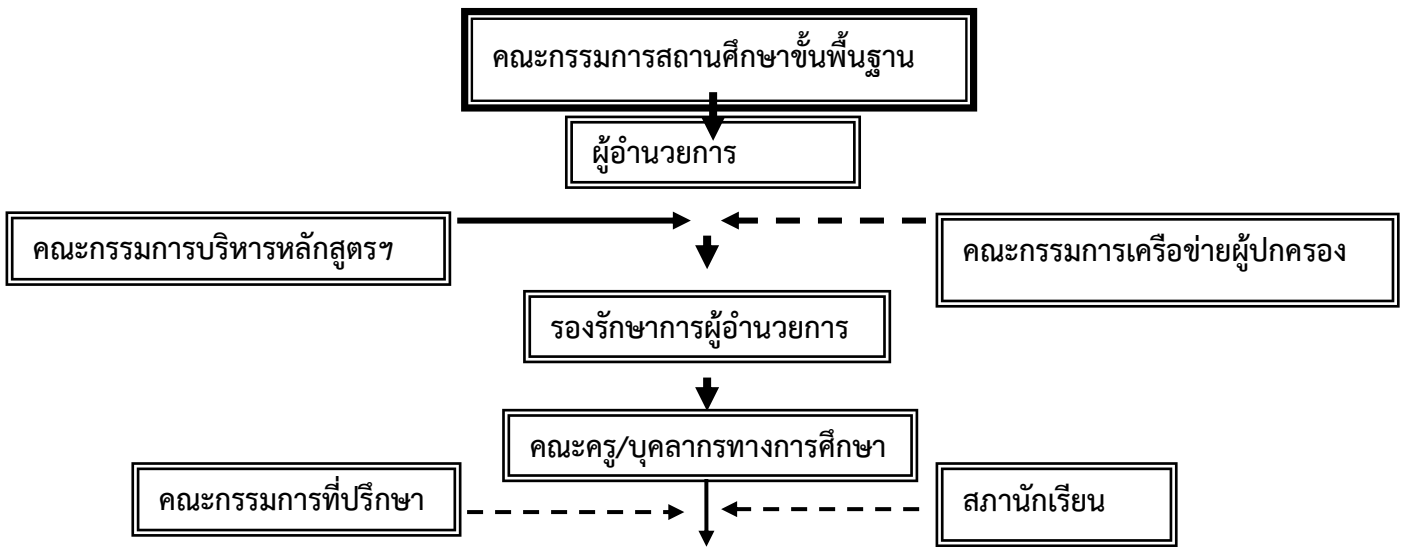 คณะกรรมการสถานศึกษาขั้นพื้นฐาน
ผู้อำนวยการ
คณะกรรมการบริหารหลักสูตรฯ
คณะกรรมการเครือข่ายผู้ปกครอง
รองรักษาการผู้อำนวยการ
คณะครู/บุคลากรทางการศึกษา
คณะกรรมการที่ปรึกษา
สภานักเรียน